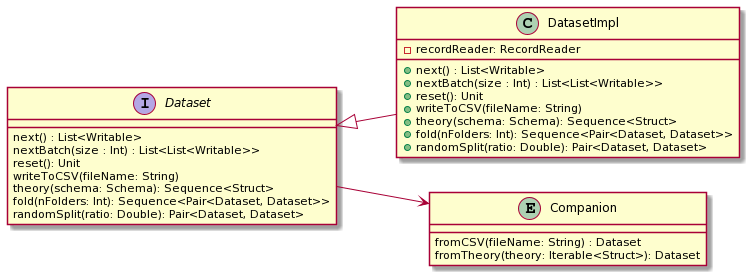 I Dataset
next() : List<Writable>
nextBatch(size : Int) : List<List<Writable>>
reset(): Unit
writeToCSV(fileName: String)
theory(schema: Schema): Sequence<Struct>
fold(nFolders: Int): Sequence<Pair<Dataset, Dataset>>
randomSplit(ratio: Double): Pair<Dataset, Dataset>
C DatasetImpl
recordReader: RecordReader
next() : List<Writable>
nextBatch(size : Int) : List<List<Writable>>
reset(): Unit
writeToCSV(fileName: String)
theory(schema: Schema): Sequence<Struct>
fold(nFolders: Int): Sequence<Pair<Dataset, Dataset>>
randomSplit(ratio: Double): Pair<Dataset, Dataset>
E Companion
fromCSV(fileName: String) : Dataset
fromTheory(theory: Iterable<Struct>): Dataset